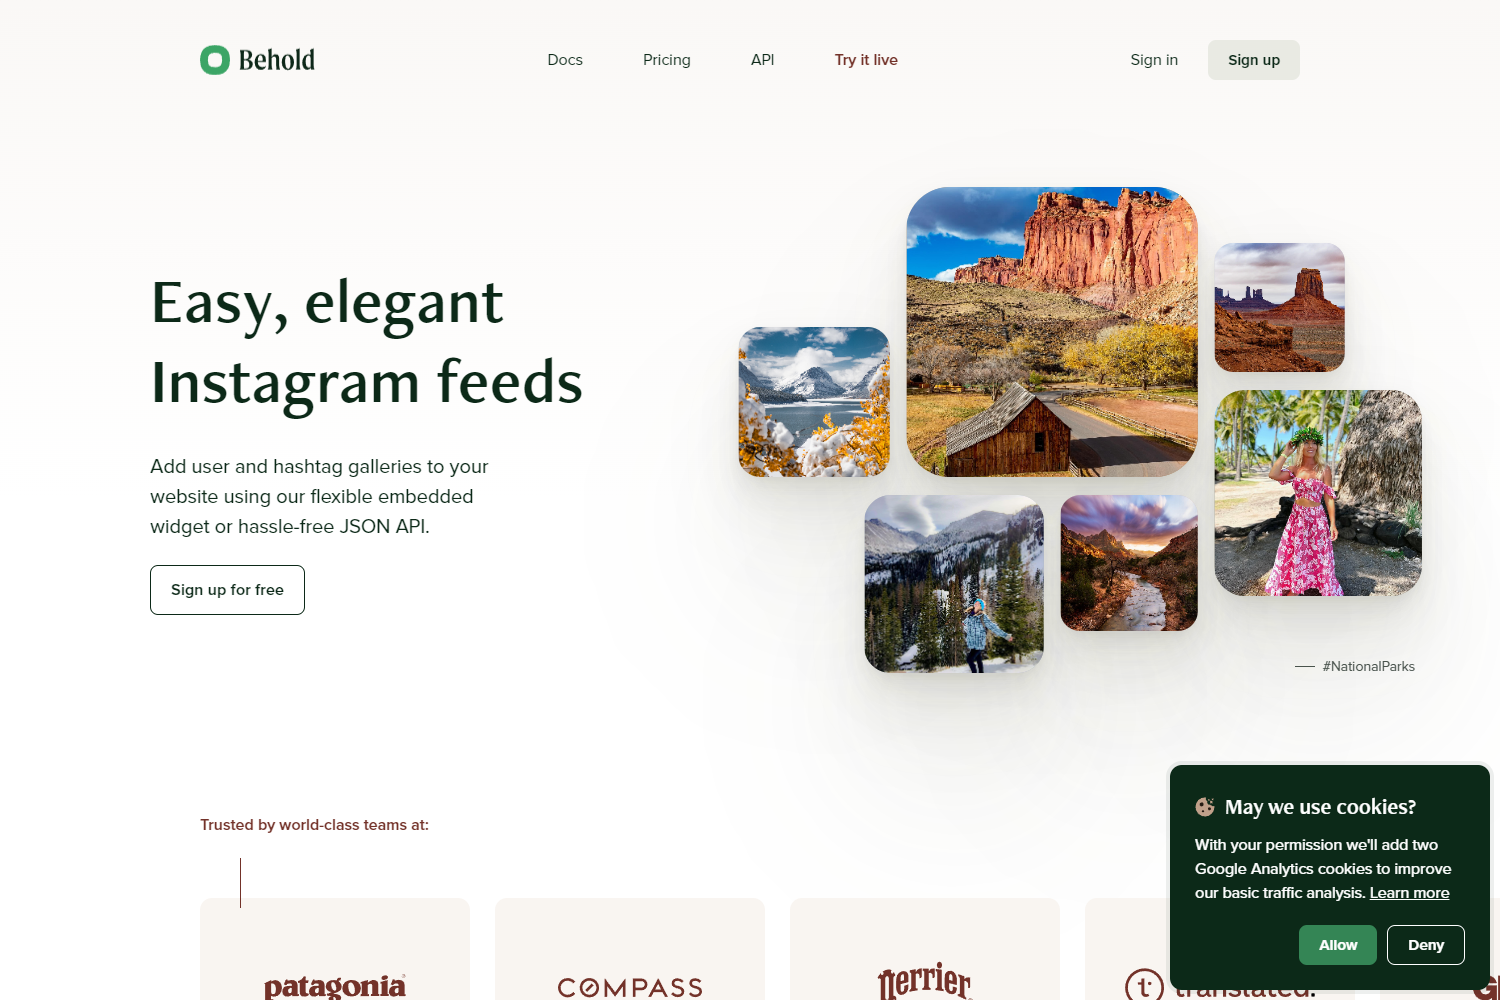 Behold
Docs
Pricing
API
Try it live
Sign in
Sign up
Easy, elegant
Instagram feeds
Add user and hashtag galleries to your
website using our flexible embedded
widget or hassle-free JSON API.
Sign up for free
#NationalParks
Trusted by world-class teams at:
patagonia
COMPASS
perrier
translated.
May we use cookies?
With your permission we'll add two
Google Analytics cookies to improve
our basic traffic analysis. Learn more
Allow
Deny